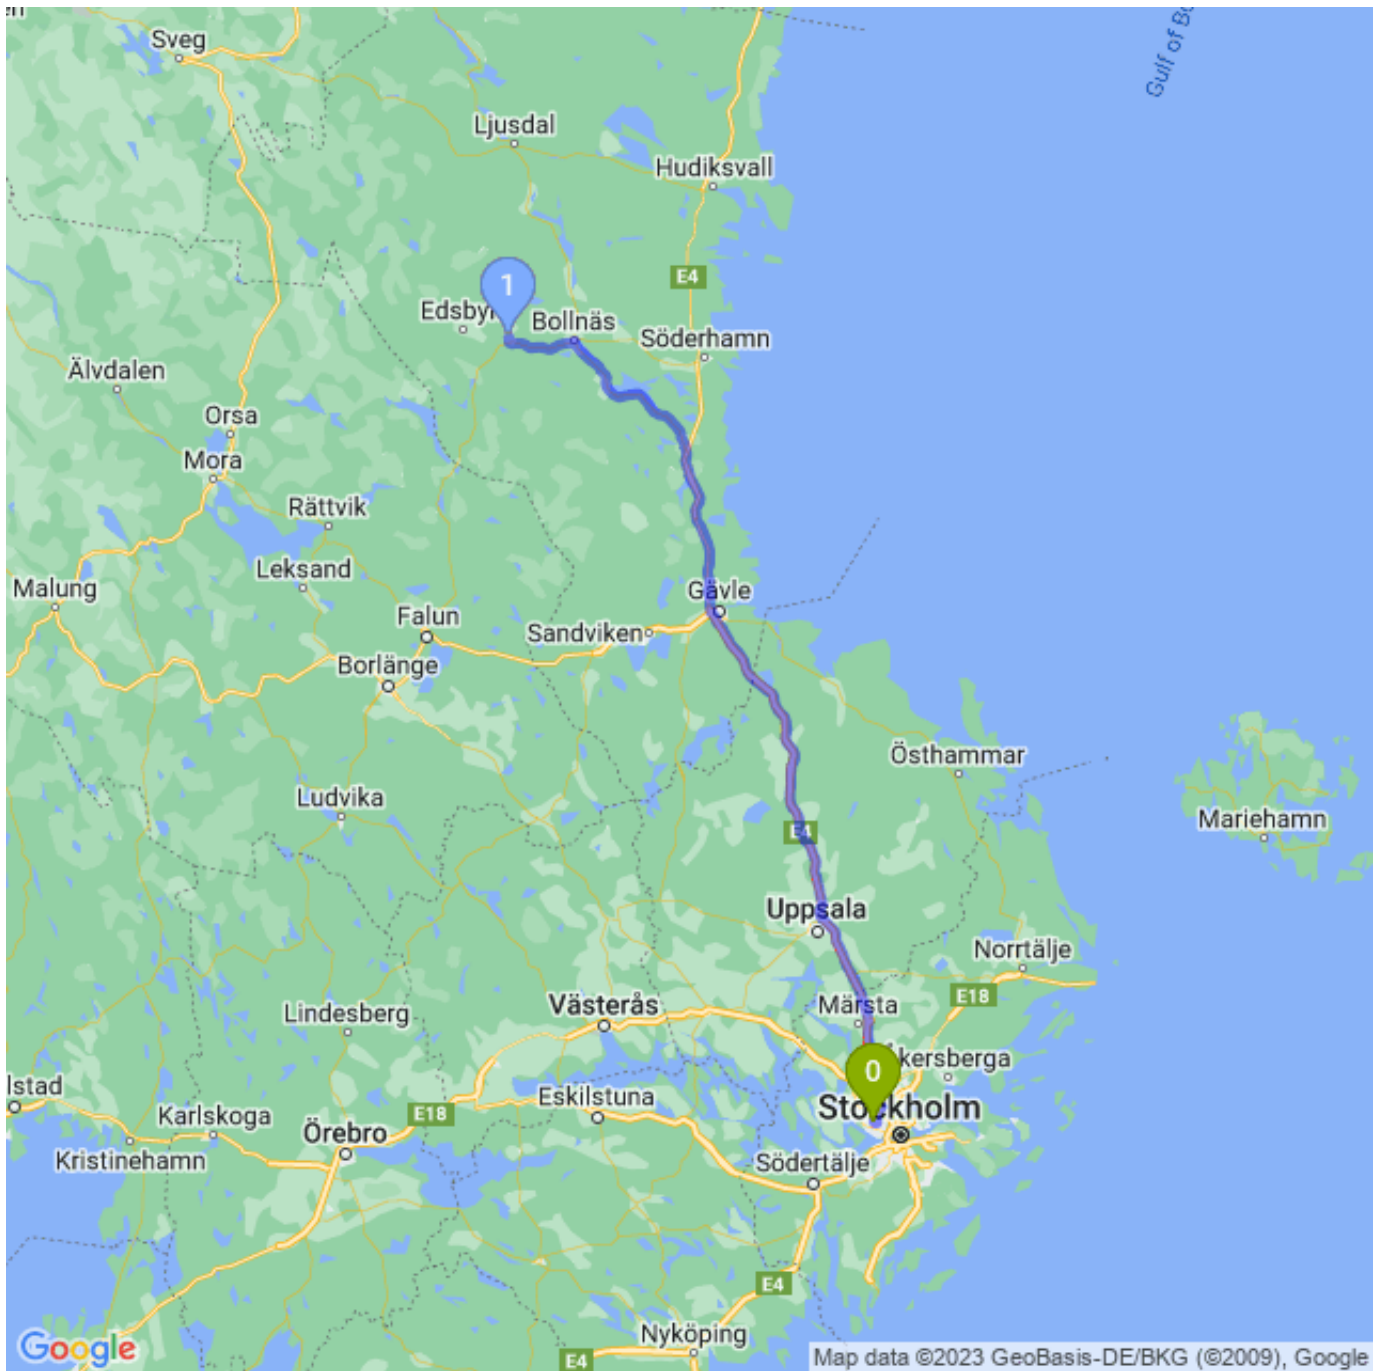 Sveg
Gulf of Bo
Ljusdal
Hudiksvall
E4
1
Edsbyn
Bollnäs
Söderhamn
Älvdalen
Orsa
Mora
Rättvik
Leksand
Malung
Gävle
Falun
Sandviken
Borlänge
Östhammar
Ludvika
Mariehamn
E4
Uppsala
Norrtälje
E18
Västerås
Märsta
Lindesberg
0
kersberga
lstad
Eskilstuna
Stockholm
E18
Karlskoga
Örebro
Kristinehamn
Södertälje
E4
Nyköping
E4
Google
Map data ©2023 GeoBasis-DE/BKG (©2009), Google